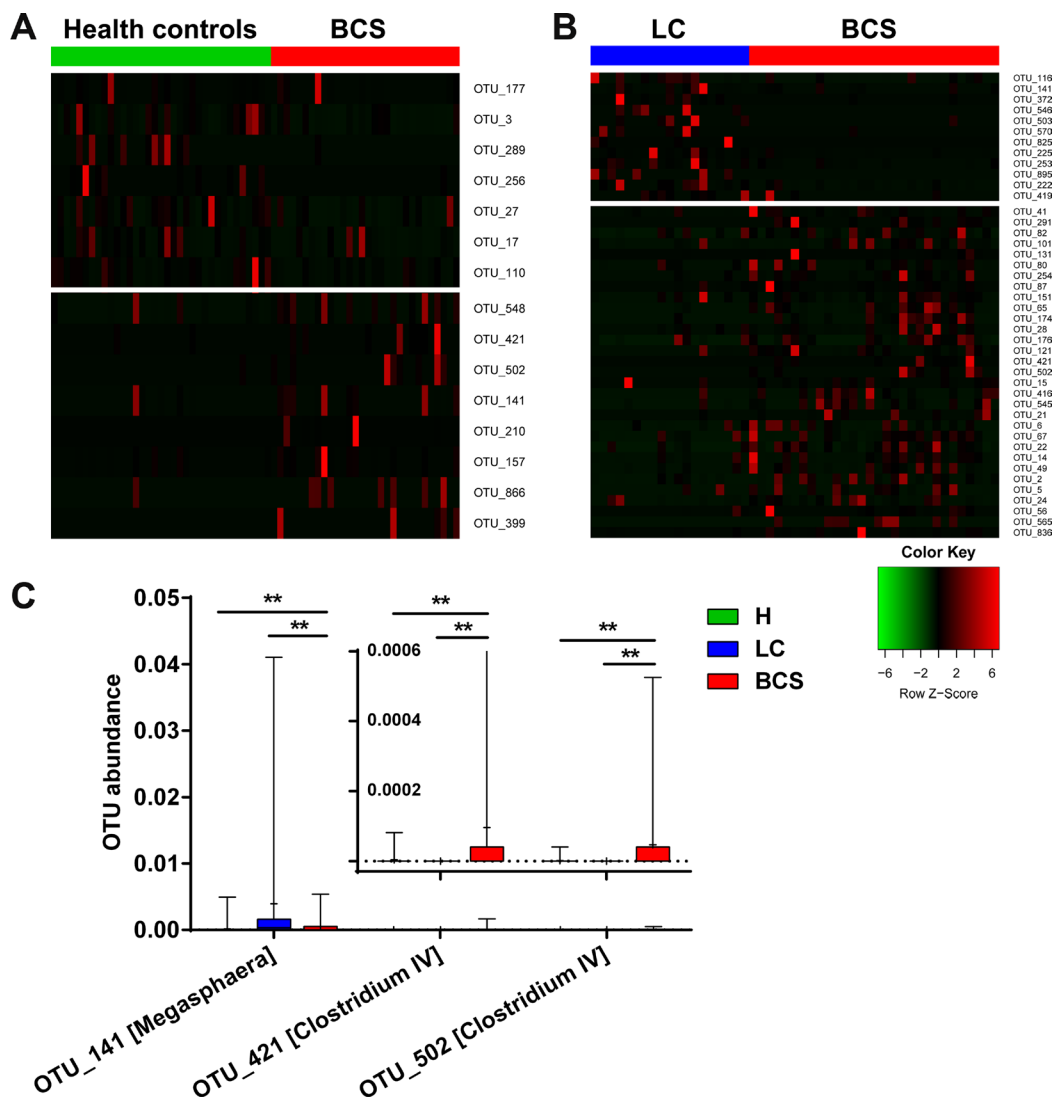 A
Health controls BCS
OTU_177
OTU_3
OTU_289
OTU_256
OTU_27
OTU_17
OTU_110
OTU_548
OTU_421
OTU_502
OTU_141
OTU_210
OTU_157
OTU_866
OTU_399
B
LC BCS
OTU_116
OTU_141
OTU_372
OTU_546
OTU_503
OTU_570
OTU_825
OTU_225
OTU_253
OTU_895
OTU_222
OTU_419
OTU_41
OTU_291
OTU_82
OTU_101
OTU_131
OTU_80
OTU_254
OTU_87
OTU_151
OTU_65
OTU_174
OTU_28
OTU_176
OTU_121
OTU_421
OTU_502
OTU_15
OTU_416
OTU_545
OTU_21
OTU_6
OTU_67
OTU_22
OTU_14
OTU_49
OTU_2
OTU_5
OTU_24
OTU_56
OTU_565
OTU_836
Color Key
−6 −2 2 6
Row Z−Score
C
OTU abundance
0.05
0.04
0.03
0.02
0.01
0.00
**
**
**
**
**
**
0.0006
0.0004
0.0002
H
LC
BCS
OTU_141 [Megasphaera]
OTU_421 [Clostridium IV]
OTU_502 [Clostridium IV]